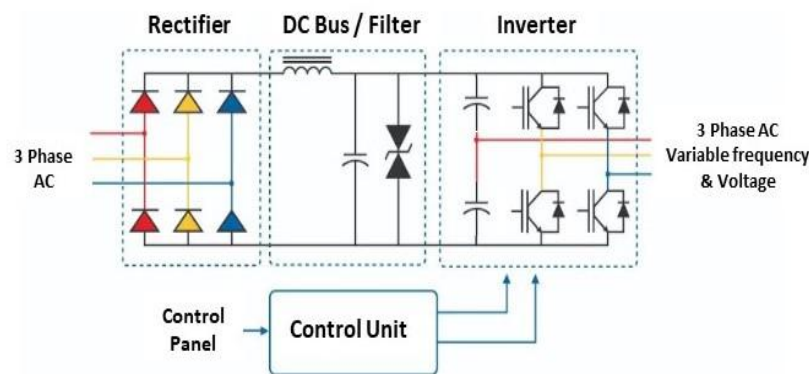 Rectifier
DC Bus / Filter
Inverter
3 Phase
AC
3 Phase AC
Variable frequency
& Voltage
Control
Panel
Control Unit